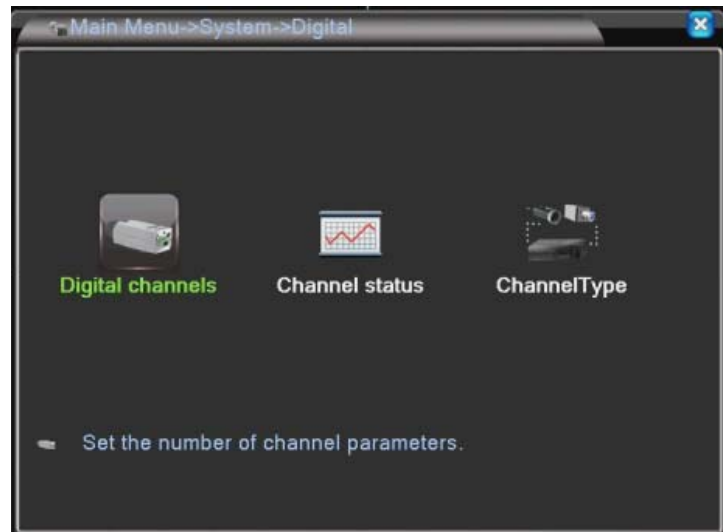 Main Menu->System->Digital
Digital channels
Channel status
ChannelType
Set the number of channel parameters.